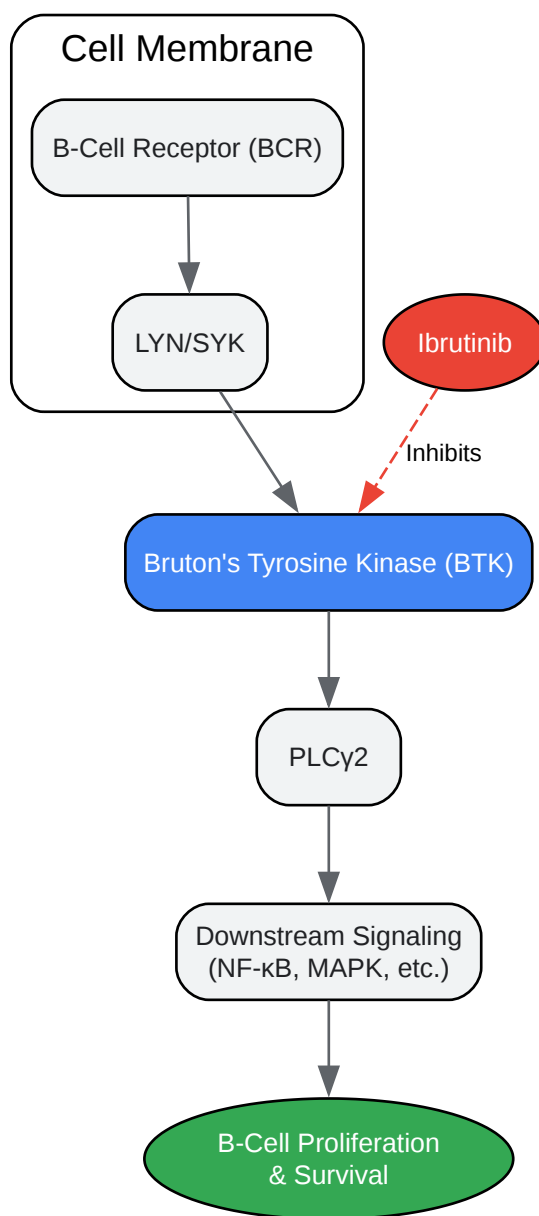 Cell Membrane
B-Cell Receptor (BCR)
LYN/SYK
Ibrutinib
Inhibits
Bruton's Tyrosine Kinase (BTK)
PLCγ2
Downstream Signaling
(NF-κB, MAPK, etc.)
B-Cell Proliferation
& Survival